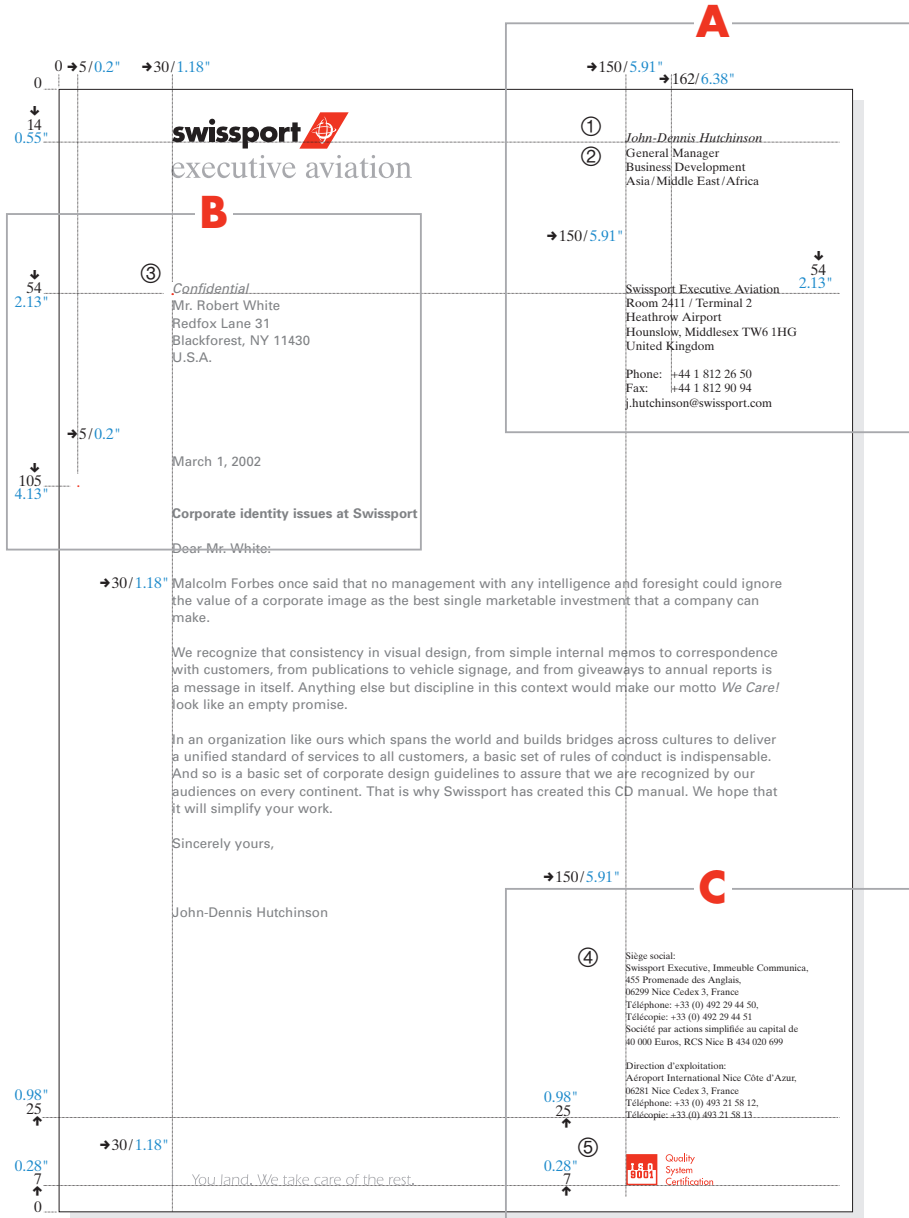 A
0 →5/0.2" →30/1.18" →150/5.91"
→162/6.38"
0
14
0.55"
swissport
executive aviation
①
②
John-Dennis Hutchinson
General Manager
Business Development
Asia/Middle East/Africa
B
→150/5.91"
③
54
2.13"
54
2.13"
Confidential
Mr. Robert White
Redfox Lane 31
Blackforest, NY 11430
U.S.A.
Swissport Executive Aviation
Room 2411 / Terminal 2
Heathrow Airport
Hounslow, Middlesex TW6 1HG
United Kingdom
Phone: +44 1 812 26 50
Fax: +44 1 812 90 94
j.hutchinson@swissport.com
→5/0.2"
105
4.13"
March 1, 2002
Corporate identity issues at Swissport
Dear Mr. White:
→30/1.18"
Malcolm Forbes once said that no management with any intelligence and foresight could ignore
the value of a corporate image as the best single marketable investment that a company can
make.
We recognize that consistency in visual design, from simple internal memos to correspondence
with customers, from publications to vehicle signage, and from giveaways to annual reports is
a message in itself. Anything else but discipline in this context would make our motto We Care!
look like an empty promise.
In an organization like ours which spans the world and builds bridges across cultures to deliver
a unified standard of services to all customers, a basic set of rules of conduct is indispensable.
And so is a basic set of corporate design guidelines to assure that we are recognized by our
audiences on every continent. That is why Swissport has created this CD manual. We hope that
it will simplify your work.
Sincerely yours,
John-Dennis Hutchinson
→150/5.91"
C
④
Siège social:
Swissport Executive, Immeuble Communica,
455 Promenade des Anglais,
06299 Nice Cedex 3, France
Téléphone: +33 (0) 492 29 44 50,
Télécopie: +33 (0) 492 29 44 51
Société par actions simplifiée au capital de
40 000 Euros, RCS Nice B 434 020 699
Direction d'exploitation:
Aéroport International Nice Côte d'Azur,
06281 Nice Cedex 3, France
Téléphone: +33 (0) 493 21 58 12,
Télécopie: +33 (0) 493 21 58 13
0.98"
25
0.98"
25
→30/1.18"
⑤
0.28"
7
0
You land. We take care of the rest.
0.28"
7
ISO
9001
Quality
System
Certification